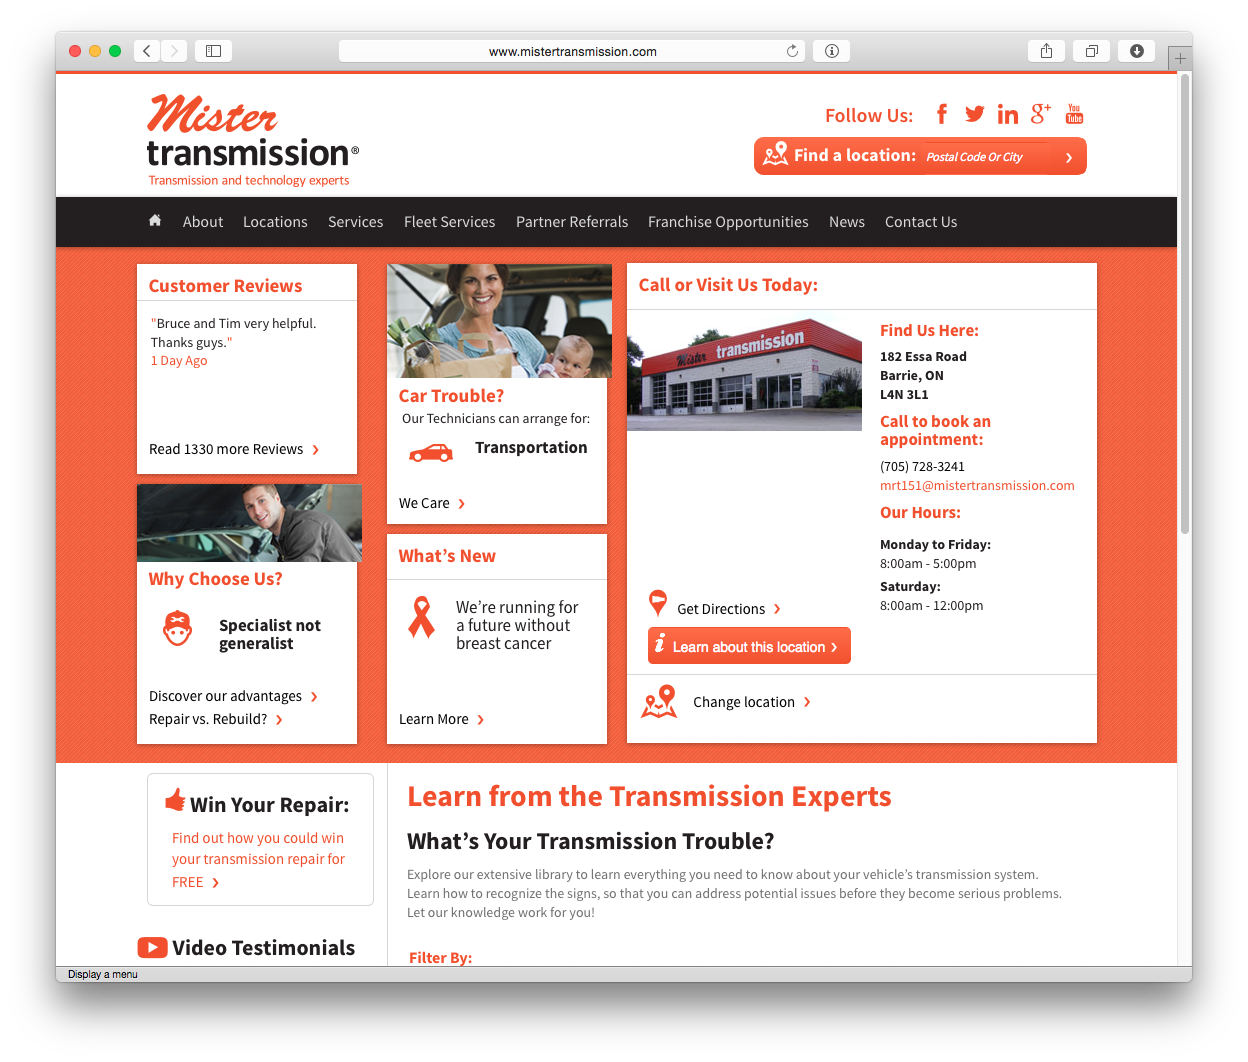 www.mistertransmission.com
Mister
transmission®
Transmission and technology experts
Follow Us:
You
Tube
Find a location: Postal Code Or City
About Locations Services Fleet Services Partner Referrals Franchise Opportunities News Contact Us
Customer Reviews
"Bruce and Tim very helpful.
Thanks guys."
1 Day Ago
Read 1330 more Reviews
Why Choose Us?
Specialist not
generalist
Discover our advantages
Repair vs. Rebuild?
Car Trouble?
Our Technicians can arrange for:
Transportation
We Care
What's New
We're running for
a future without
breast cancer
Learn More
Call or Visit Us Today:
Mister transmission
Find Us Here:
182 Essa Road
Barrie, ON
L4N 3L1
Call to book an
appointment:
(705) 728-3241
mrt151@mistertransmission.com
Our Hours:
Monday to Friday:
8:00am - 5:00pm
Saturday:
8:00am - 12:00pm
Get Directions
Learn about this location
Change location
Win Your Repair:
Find out how you could win
your transmission repair for
FREE
Video Testimonials
Learn from the Transmission Experts
What's Your Transmission Trouble?
Explore our extensive library to learn everything you need to know about your vehicle's transmission system.
Learn how to recognize the signs, so that you can address potential issues before they become serious problems.
Let our knowledge work for you!
Filter By:
Display a menu